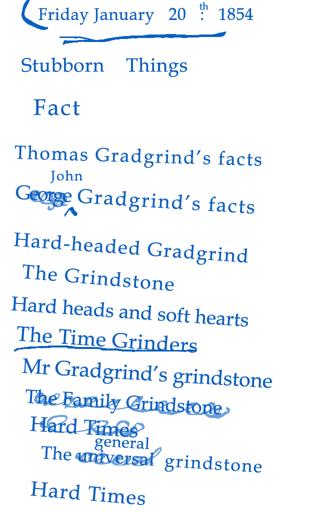 Friday January 20th 1854
Stubborn Things
Fact
Thomas Gradgrind's facts
John
George Gradgrind's facts
Hard-headed Gradgrind
The Grindstone
Hard heads and soft hearts
The Time Grinders
Mr Gradgrind's grindstone
The Family Grindstone
Hard Times
general
The universal grindstone
Hard Times